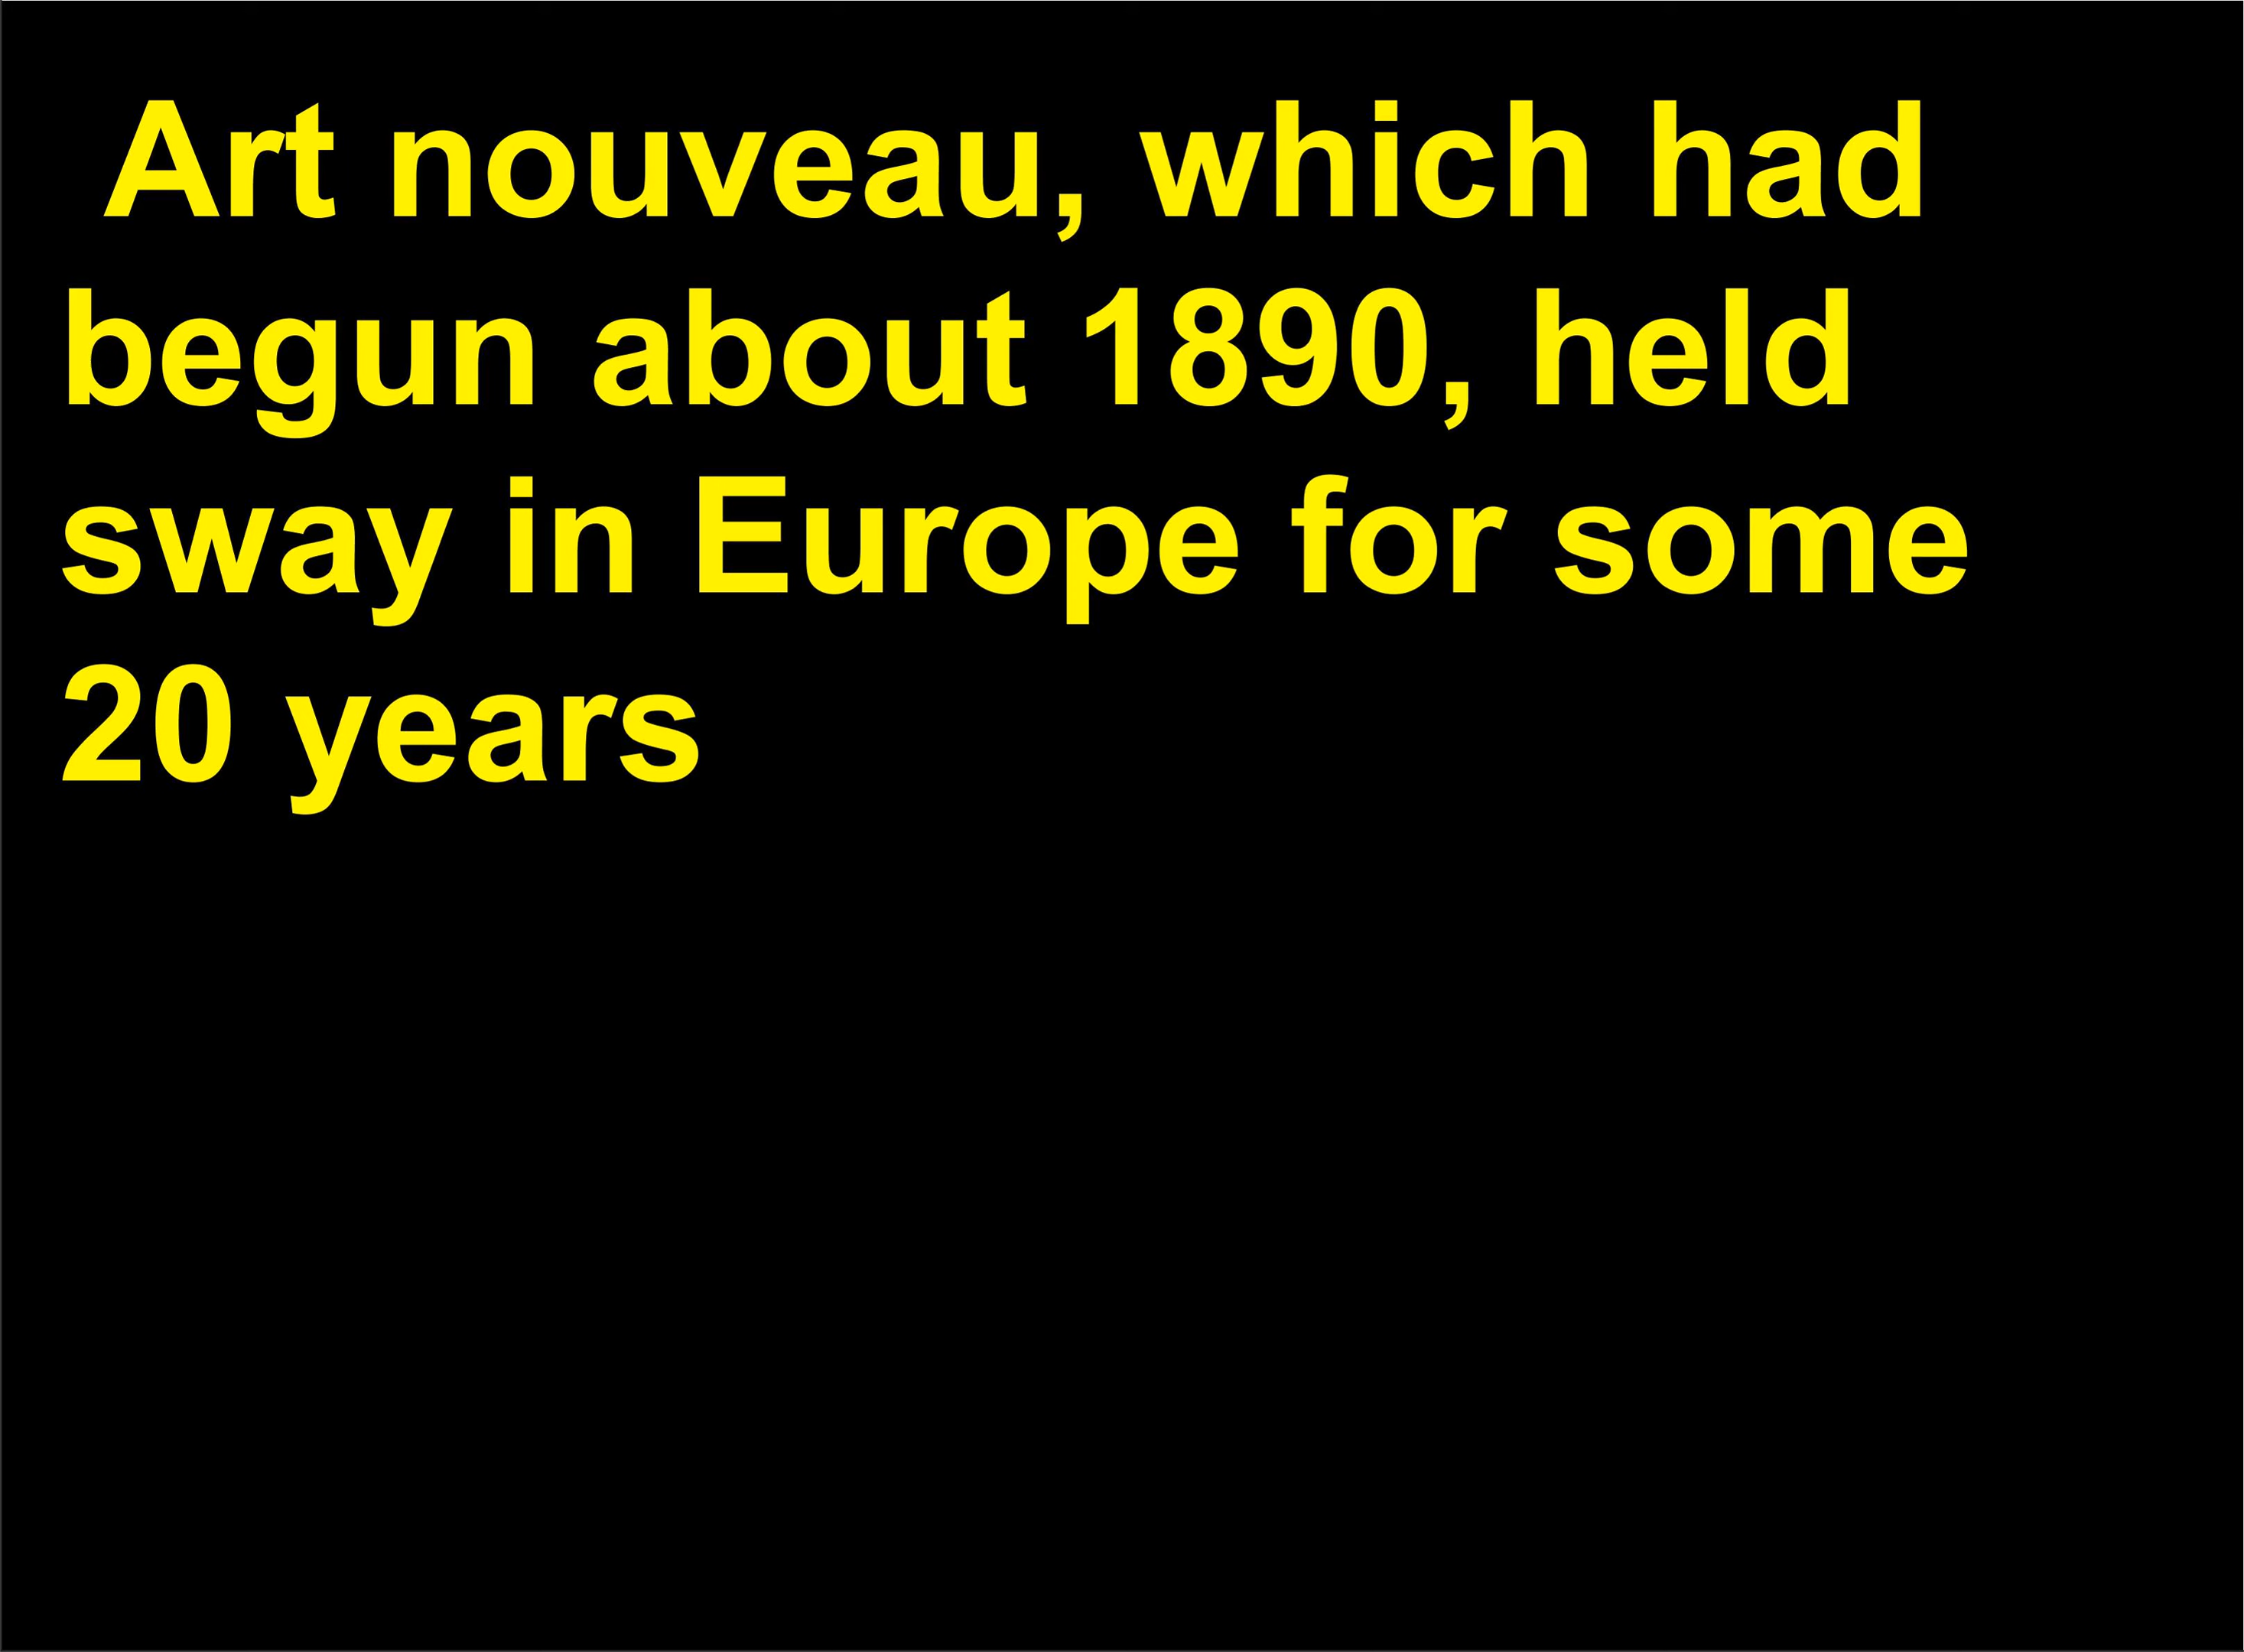 Art nouveau, which had
begun about 1890, held
sway in Europe for some
20 years